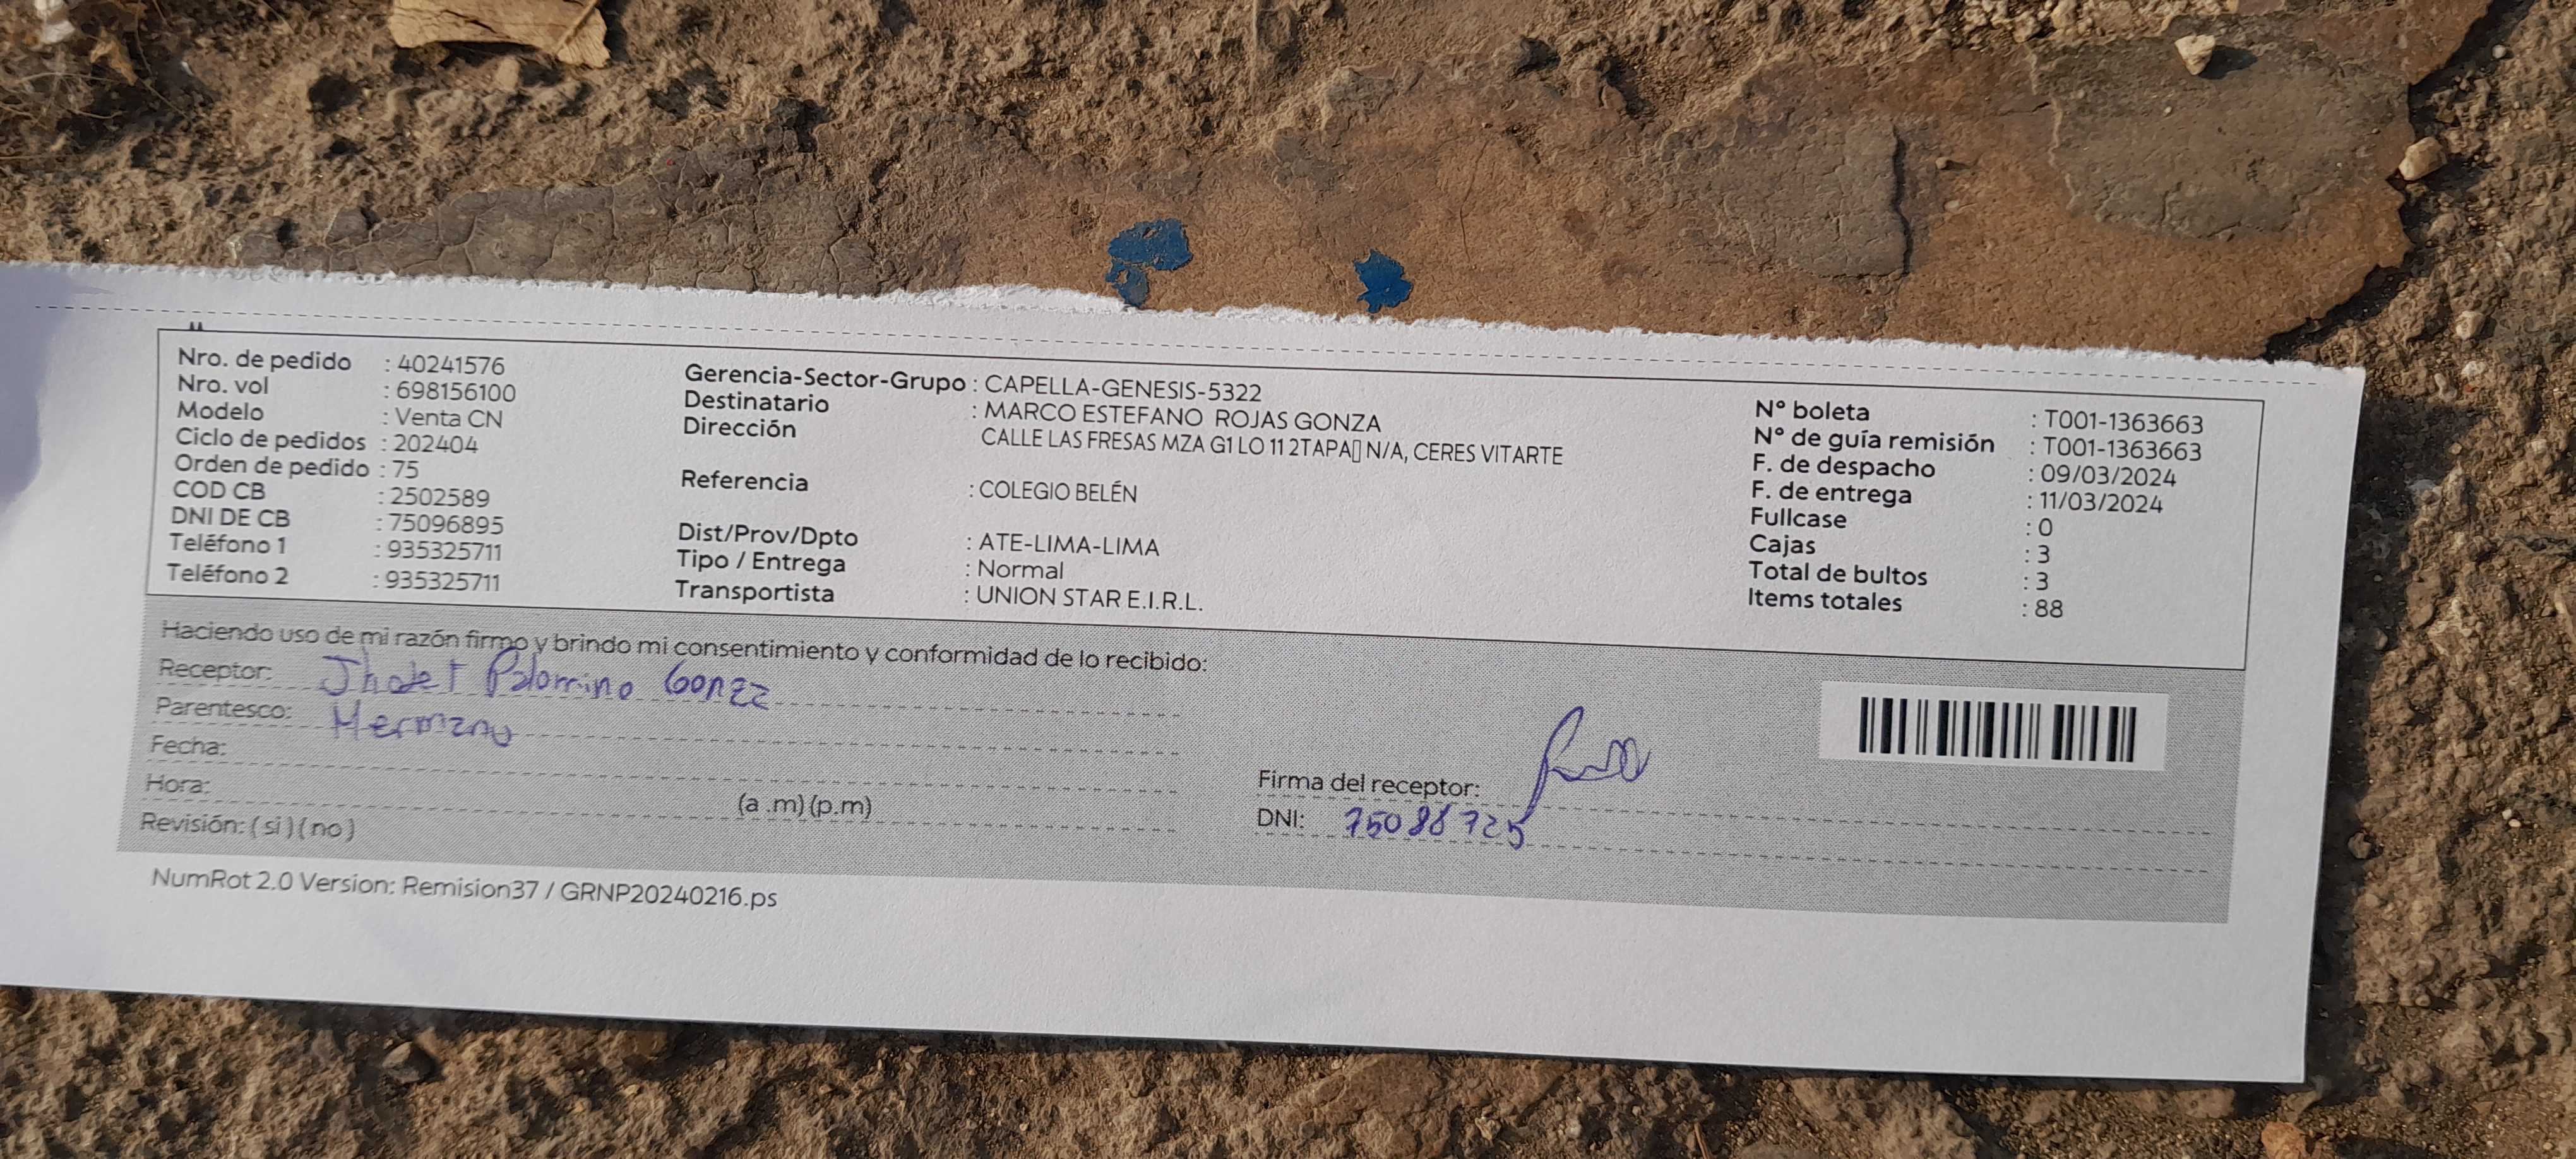 Nro. de pedido : 40241576
Nro. vol : 698156100
Modelo : Venta CN
Ciclo de pedidos : 202404
Orden de pedido : 75
COD CB : 2502589
DNI DE CB : 75096895
Teléfono 1 : 935325711
Teléfono 2 : 935325711
Gerencia-Sector-Grupo : CAPELLA-GENESIS-5322
Destinatario : MARCO ESTEFANO ROJAS GONZA
Dirección CALLE LAS FRESAS MZA G1 LO 11 2TAPA▯ N/A, CERES VITARTE
Referencia : COLEGIO BELÉN
Dist/Prov/Dpto : ATE-LIMA-LIMA
Tipo / Entrega : Normal
Transportista : UNION STAR E.I.R.L.
N° boleta : T001-1363663
N° de guía remisión : T001-1363663
F. de despacho : 09/03/2024
F. de entrega : 11/03/2024
Fullcase : 0
Cajas : 3
Total de bultos : 3
Items totales : 88
Haciendo uso de mi razón firmo y brindo mi consentimiento y conformidad de lo recibido:
Receptor: Palomino Gonza
Parentesco: Hermano
Fecha:
Hora: (a .m) (p.m)
Revisión: ( si ) ( no )
Firma del receptor:
DNI: 75088725
NumRot 2.0 Version: Remision37 / GRNP20240216.ps